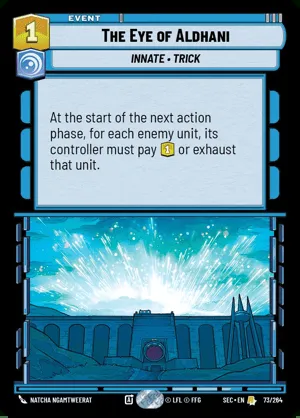 EVENT
1
THE EYE OF ALDHANI
INNATE • TRICK
At the start of the next action
phase, for each enemy unit, its
controller must pay 1 or exhaust
that unit.
NATCHA NGAMTWEERAT
© LFL © FFG
SEC • EN
73/264